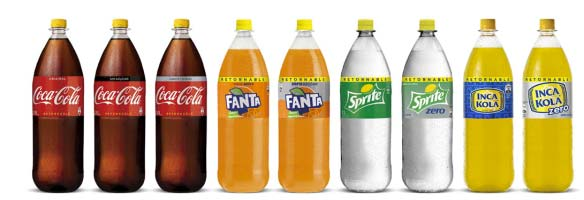 ORIGINAL
Coca-Cola
RETORNABLE
SIN AZÚCAR
Coca-Cola
RETORNABLE
Coca-Cola
RETORNABLE
RETORNABLE
FANTA
RETORNABLE
FANTA
RETORNABLE
Sprite
RETORNABLE
Sprite
zero
INCA
KOLA
INCA
KOLA
zero